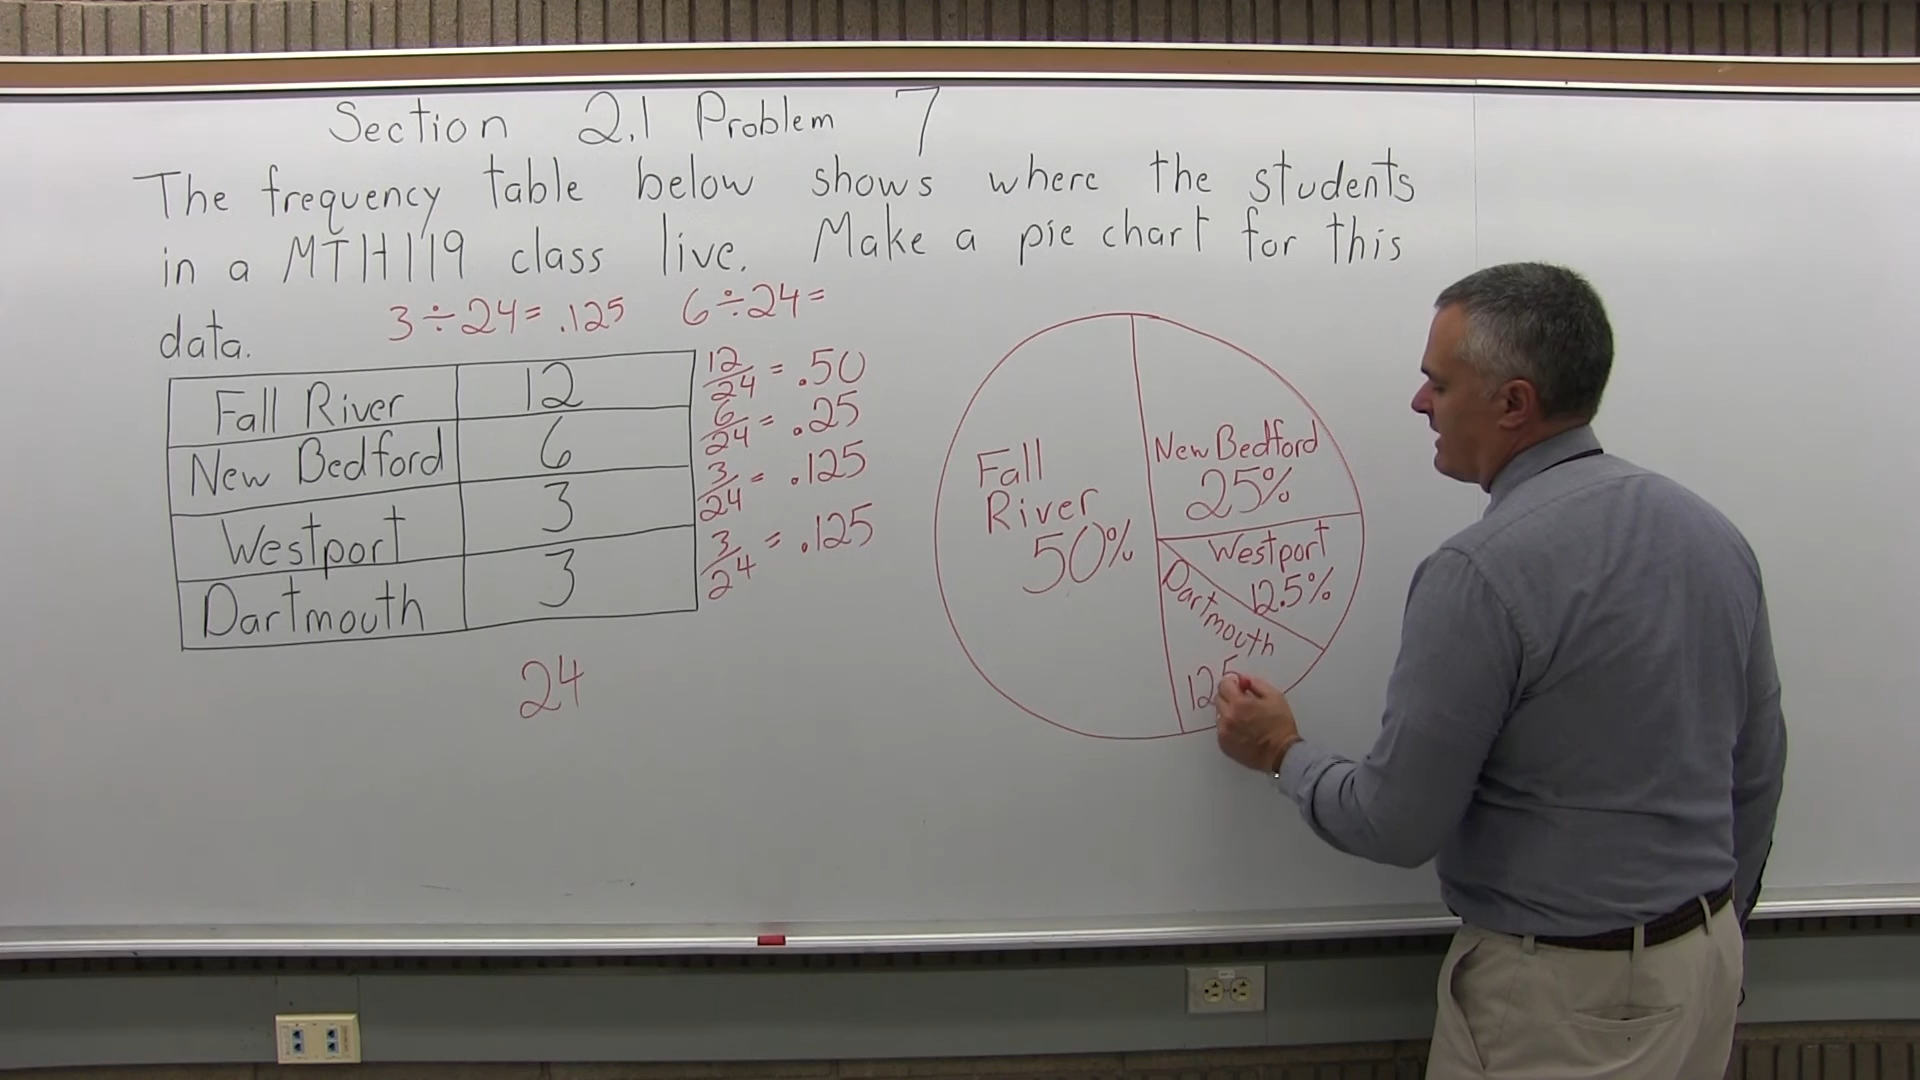 Section 2.1 Problem 7
The frequency table below shows where the students
in a MTH119 class live. Make a pie chart for this
data.
3 ÷ 24 = .125 6 ÷ 24 =
Fall River 12
New Bedford 6
Westport 3
Dartmouth 3
24
12/24 = .50
6/24 = .25
3/24 = .125
3/24 = .125
Fall
River
50%
New Bedford
25%
Westport
12.5%
Dartmouth
12.5